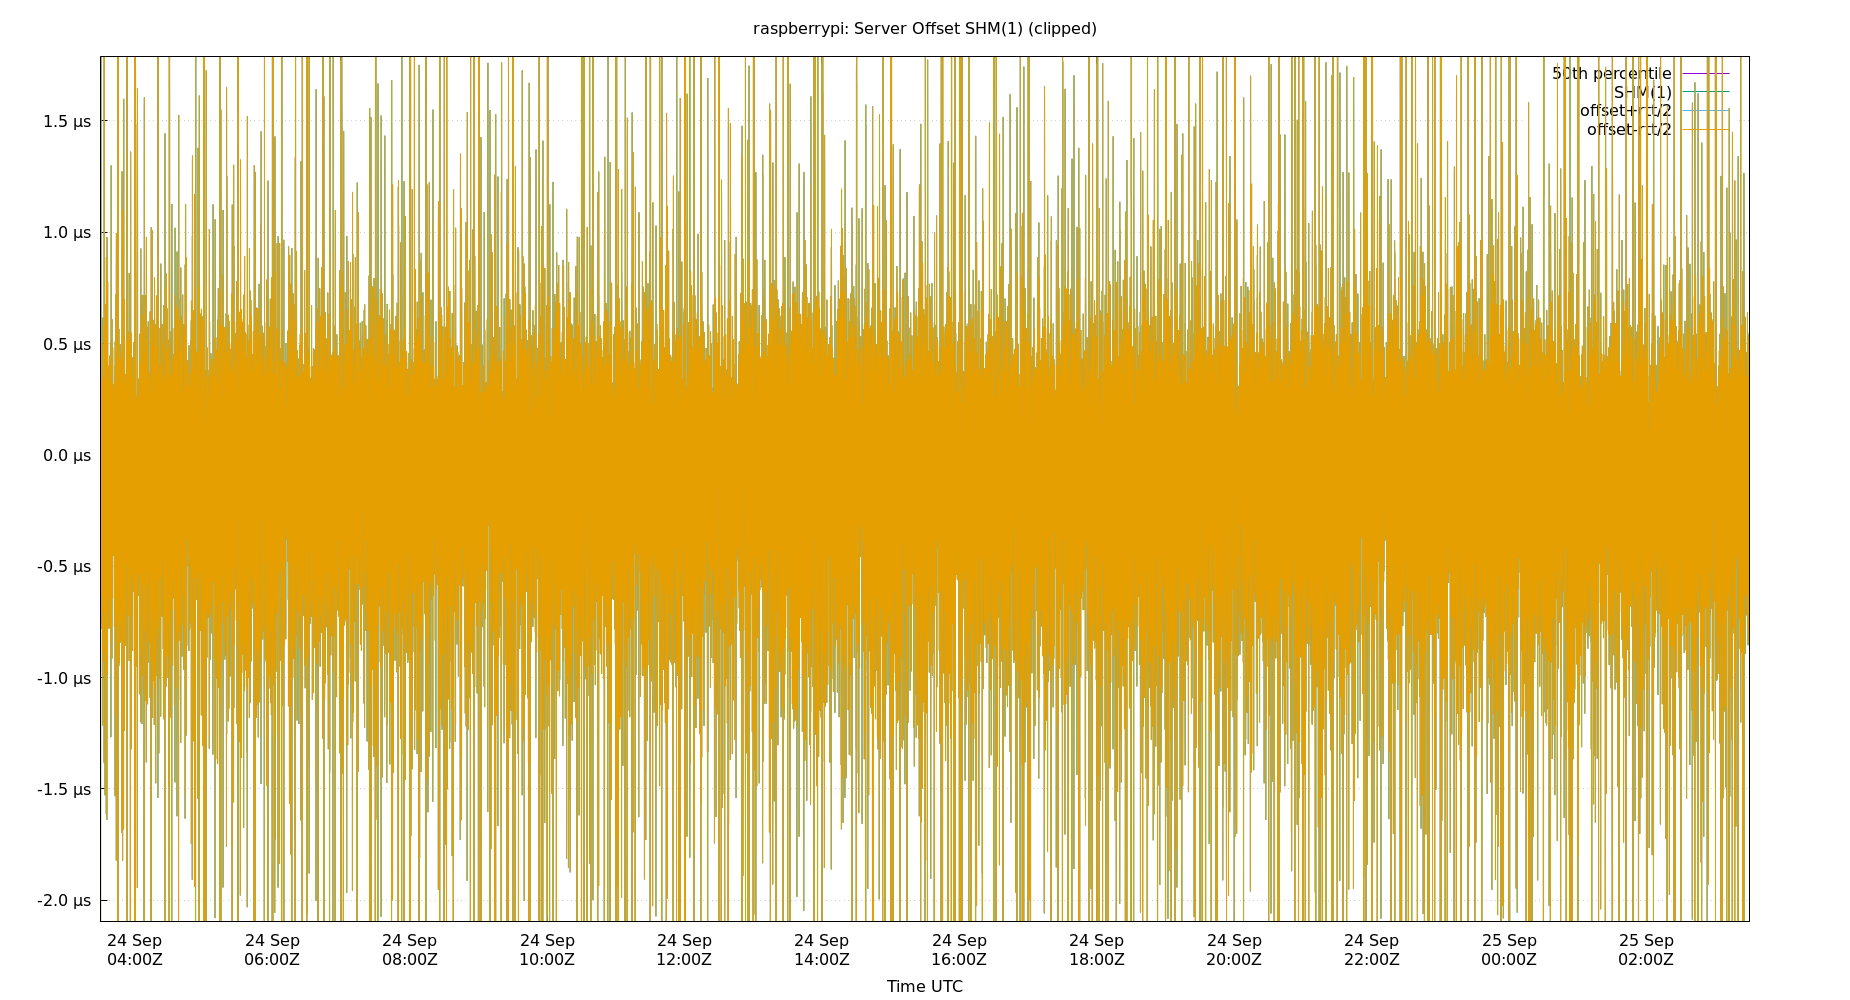 raspberrypi: Server Offset SHM(1) (clipped)
50th percentile
SHM(1)
offset+rtt/2
offset-rtt/2
1.5 µs
1.0 µs
0.5 µs
0.0 µs
-0.5 µs
-1.0 µs
-1.5 µs
-2.0 µs
24 Sep 24 Sep 24 Sep 24 Sep 24 Sep 24 Sep 24 Sep 24 Sep 24 Sep 24 Sep 25 Sep 25 Sep
04:00Z 06:00Z 08:00Z 10:00Z 12:00Z 14:00Z 16:00Z 18:00Z 20:00Z 22:00Z 00:00Z 02:00Z
Time UTC